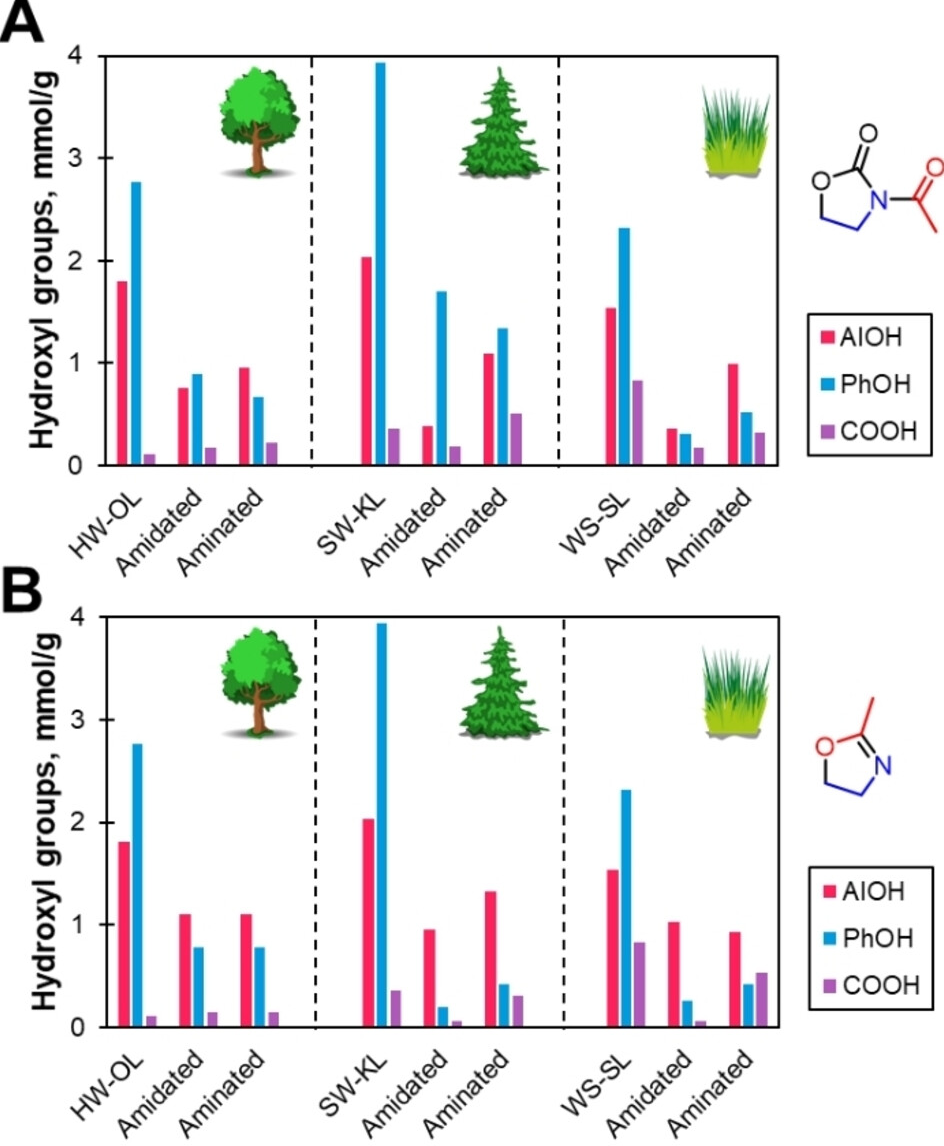 A
Hydroxyl groups, mmol/g
4
3
2
1
0
HW-OL
Amidated
Aminated
SW-KL
Amidated
Aminated
WS-SL
Amidated
Aminated
O
O
N
O
AlOH
PhOH
COOH
B
Hydroxyl groups, mmol/g
4
3
2
1
0
HW-OL
Amidated
Aminated
SW-KL
Amidated
Aminated
WS-SL
Amidated
Aminated
O
N
AlOH
PhOH
COOH